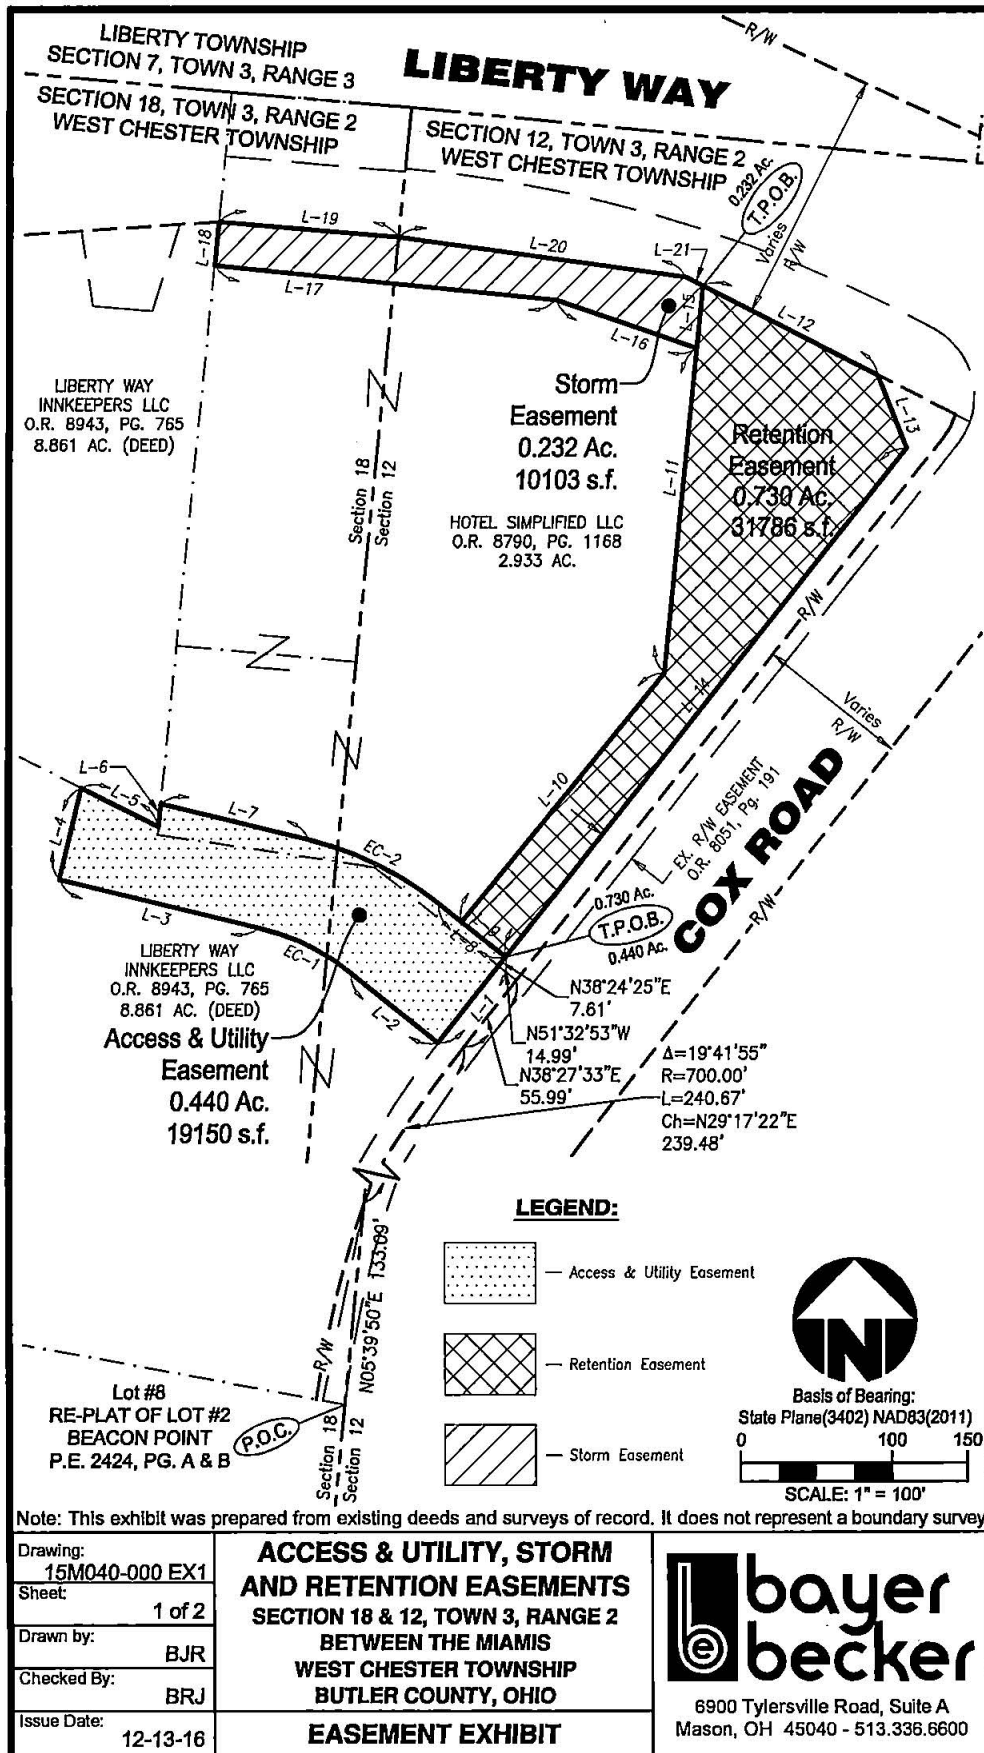 LIBERTY TOWNSHIP
SECTION 7, TOWN 3, RANGE 3
LIBERTY WAY
R/W
SECTION 18, TOWN 3, RANGE 2
WEST CHESTER TOWNSHIP
SECTION 12, TOWN 3, RANGE 2
WEST CHESTER TOWNSHIP
0.232 Ac.
T.P.O.B.
Varies
R/W
L-18
L-19
L-20
L-21
L-17
L-16
L-15
L-12
L-13
L-11
LIBERTY WAY
INNKEEPERS LLC
O.R. 8943, PG. 765
8.861 AC. (DEED)
Storm
Easement
0.232 Ac.
10103 s.f.
Retention
Easement
0.730 Ac.
31786 s.f.
Section 18
Section 12
HOTEL SIMPLIFIED LLC
O.R. 8790, PG. 1168
2.933 AC.
R/W
L-14
Varies
R/W
L-10
EX. R/W EASEMENT
O.R. 8051, Pg. 191
COX ROAD
R/W
L-6
L-5
L-4
L-7
EC-2
L-3
EC-1
L-8
L-2
L-1
0.730 Ac.
T.P.O.B.
0.440 Ac.
LIBERTY WAY
INNKEEPERS LLC
O.R. 8943, PG. 765
8.861 AC. (DEED)
Access & Utility
Easement
0.440 Ac.
19150 s.f.
N38°24'25"E
7.61'
N51°32'53"W
14.99'
N38°27'33"E
55.99'
Δ=19°41'55"
R=700.00'
L=240.67'
Ch=N29°17'22"E
239.48'
N05°39'50"E 133.09'
R/W
LEGEND:
Access & Utility Easement
Retention Easement
Storm Easement
N
Basis of Bearing:
State Plane(3402) NAD83(2011)
0 100 150
SCALE: 1" = 100'
Lot #8
RE-PLAT OF LOT #2
BEACON POINT
P.E. 2424, PG. A & B
P.O.C.
Section 18
Section 12
Note: This exhibit was prepared from existing deeds and surveys of record. It does not represent a boundary survey
Drawing:
15M040-000 EX1
Sheet:
1 of 2
Drawn by:
BJR
Checked By:
BRJ
Issue Date:
12-13-16
ACCESS & UTILITY, STORM
AND RETENTION EASEMENTS
SECTION 18 & 12, TOWN 3, RANGE 2
BETWEEN THE MIAMIS
WEST CHESTER TOWNSHIP
BUTLER COUNTY, OHIO
EASEMENT EXHIBIT
bayer
becker
6900 Tylersville Road, Suite A
Mason, OH 45040 - 513.336.6600